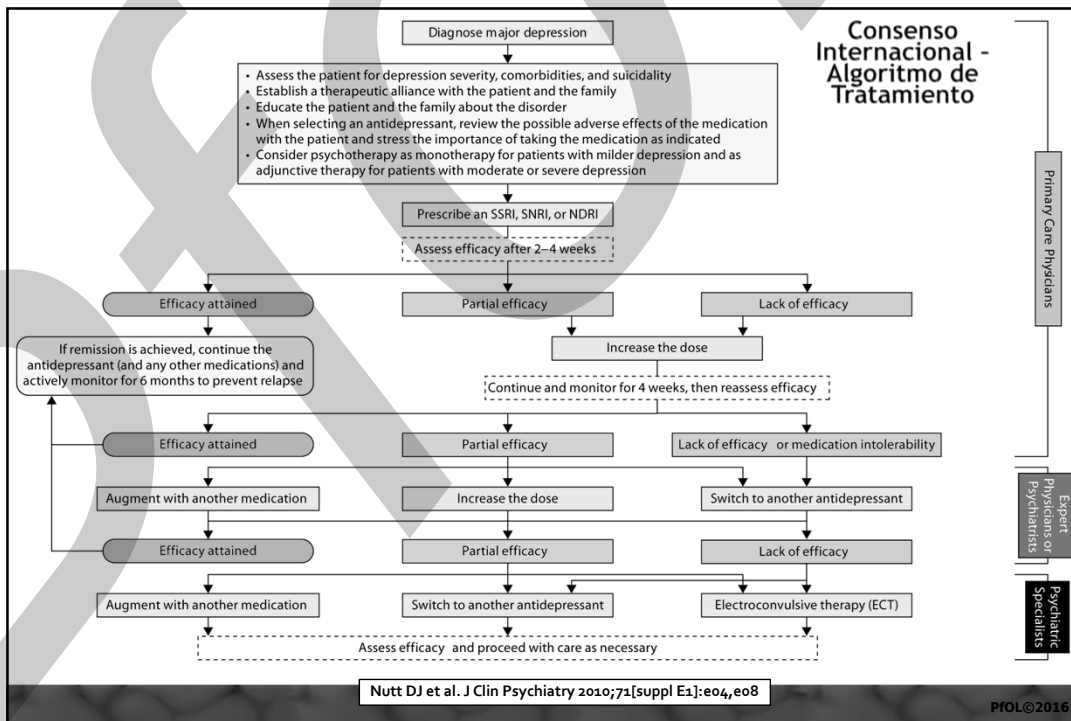 Diagnose major depression
Consenso
Internacional -
Algoritmo de
Tratamiento
• Assess the patient for depression severity, comorbidities, and suicidality
• Establish a therapeutic alliance with the patient and the family
• Educate the patient and the family about the disorder
• When selecting an antidepressant, review the possible adverse effects of the medication
with the patient and stress the importance of taking the medication as indicated
• Consider psychotherapy as monotherapy for patients with milder depression and as
adjunctive therapy for patients with moderate or severe depression
Prescribe an SSRI, SNRI, or NDRI
Assess efficacy after 2–4 weeks
Efficacy attained
Partial efficacy
Lack of efficacy
If remission is achieved, continue the
antidepressant (and any other medications) and
actively monitor for 6 months to prevent relapse
Increase the dose
Continue and monitor for 4 weeks, then reassess efficacy
Efficacy attained
Partial efficacy
Lack of efficacy or medication intolerability
Augment with another medication
Increase the dose
Switch to another antidepressant
Efficacy attained
Partial efficacy
Lack of efficacy
Augment with another medication
Switch to another antidepressant
Electroconvulsive therapy (ECT)
Assess efficacy and proceed with care as necessary
Primary Care Physicians
Expert
Physicians or
Psychiatrists
Psychiatric
Specialists
Nutt DJ et al. J Clin Psychiatry 2010;71[suppl E1]:e04,e08
PfOL©2016